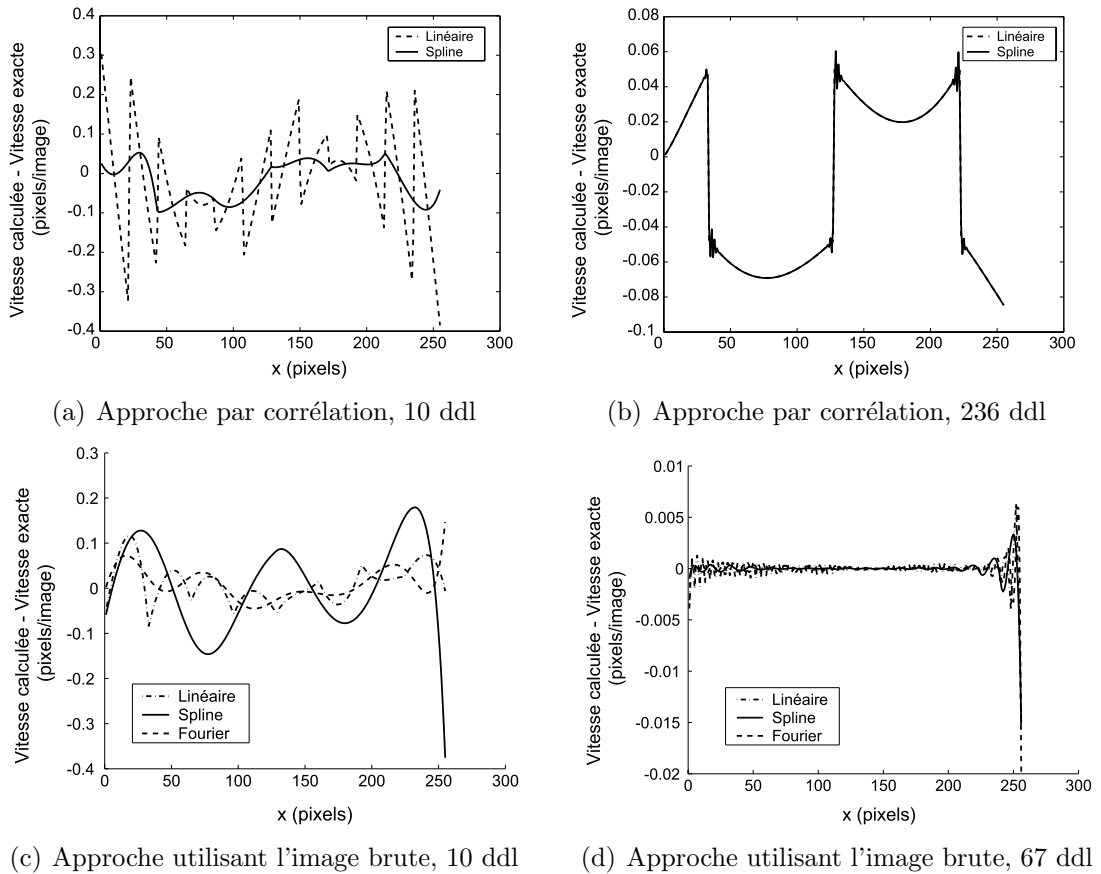 0.4
0.3
0.2
0.1
0
-0.1
-0.2
-0.3
-0.4
0
50
100
150
200
250
300
Vitesse calculée - Vitesse exacte
(pixels/image)
x (pixels)
Linéaire
Spline
(a) Approche par corrélation, 10 ddl
0.08
0.06
0.04
0.02
0
-0.02
-0.04
-0.06
-0.08
-0.1
0
50
100
150
200
250
300
Vitesse calculée - Vitesse exacte
(pixels/image)
x (pixels)
Linéaire
Spline
(b) Approche par corrélation, 236 ddl
0.3
0.2
0.1
0
-0.1
-0.2
-0.3
-0.4
0
50
100
150
200
250
300
Vitesse calculée - Vitesse exacte
(pixels/image)
x (pixels)
Linéaire
Spline
Fourier
(c) Approche utilisant l'image brute, 10 ddl
0.01
0.005
0
-0.005
-0.01
-0.015
-0.02
0
50
100
150
200
250
300
Vitesse calculée - Vitesse exacte
(pixels/image)
x (pixels)
Linéaire
Spline
Fourier
(d) Approche utilisant l'image brute, 67 ddl